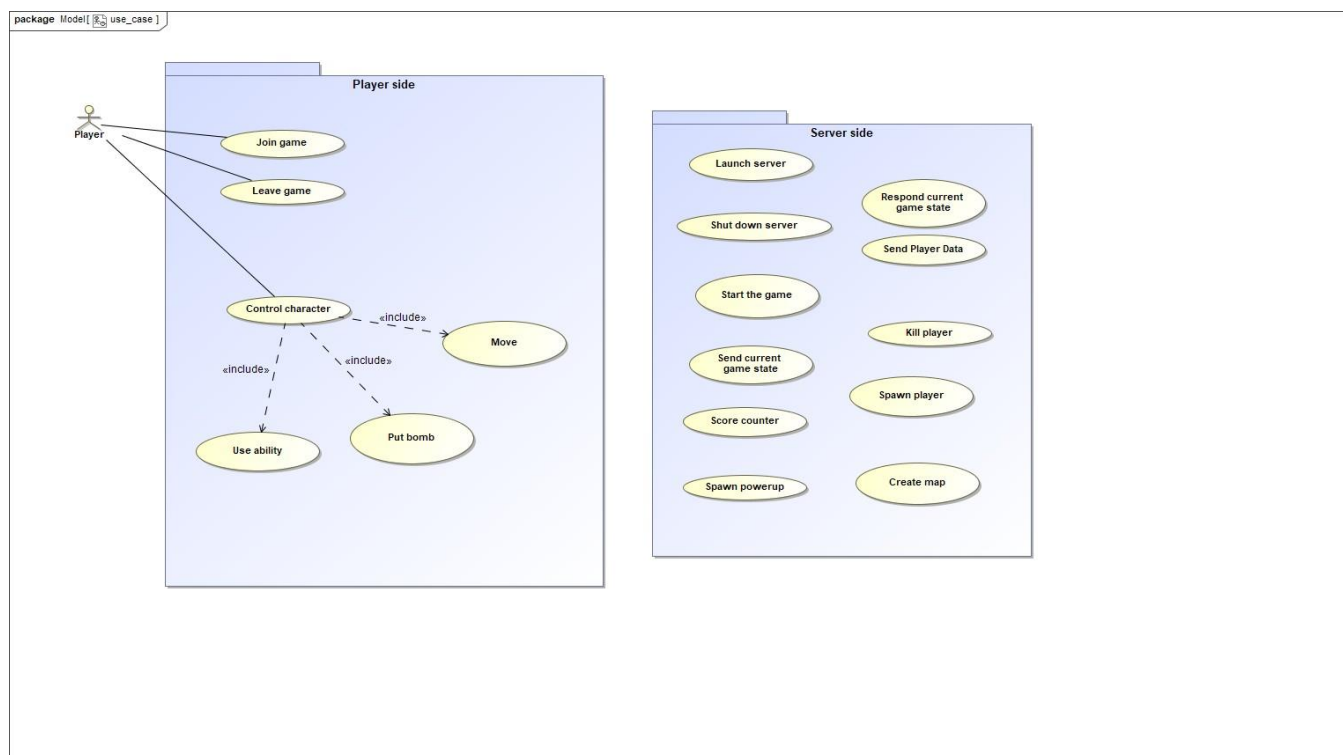 package Model[ use_case ]
Player side
Player
Join game
Leave game
Control character
«include»
«include»
«include»
Move
Use ability
Put bomb
Server side
Launch server
Respond current
game state
Shut down server
Send Player Data
Start the game
Kill player
Send current
game state
Spawn player
Score counter
Spawn powerup
Create map